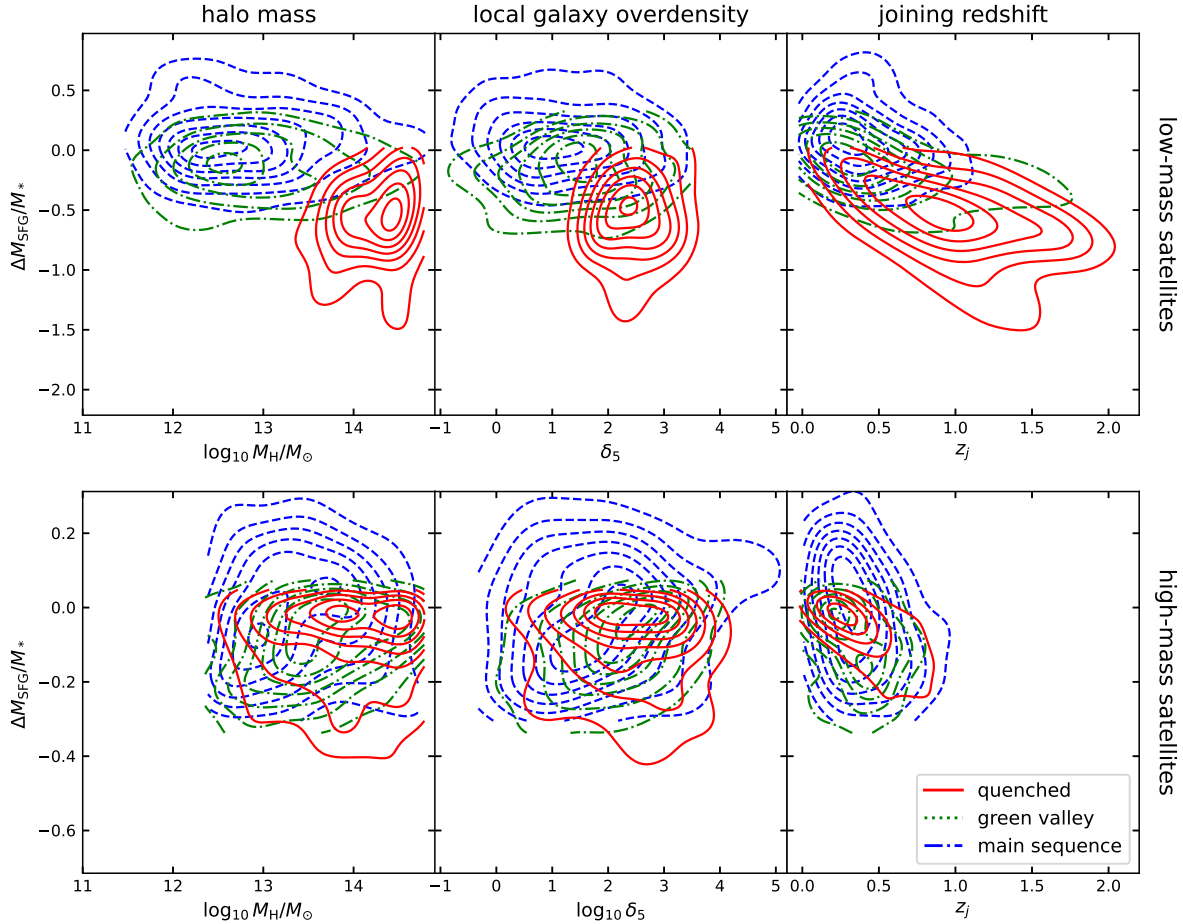 halo mass local galaxy overdensity joining redshift
0.5
0.0
−0.5
−1.0
−1.5
−2.0
ΔM_SFG/M_*
low-mass satellites
11 12 13 14 −1 0 1 2 3 4 5 0.0 0.5 1.0 1.5 2.0
log₁₀ M_H/M_⊙ δ₅ z_j
0.2
0.0
−0.2
−0.4
−0.6
ΔM_SFG/M_*
high-mass satellites
quenched
green valley
main sequence
11 12 13 14 −1 0 1 2 3 4 5 0.0 0.5 1.0 1.5 2.0
log₁₀ M_H/M_⊙ log₁₀ δ₅ z_j